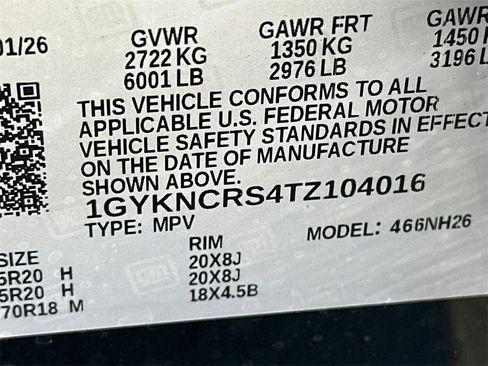 01/26 GVWR GAWR FRT GAWR
2722 KG 1350 KG 1450
6001 LB 2976 LB 3196 L
THIS VEHICLE CONFORMS TO ALL
APPLICABLE U.S. FEDERAL MOTOR
VEHICLE SAFETY STANDARDS IN EFFECT
ON THE DATE OF MANUFACTURE
SHOWN ABOVE.
1GYKNCRS4TZ104016
TYPE: MPV MODEL: 466NH26
SIZE RIM
5R20 H 20X8J
5R20 H 20X8J
70R18 M 18X4.5B